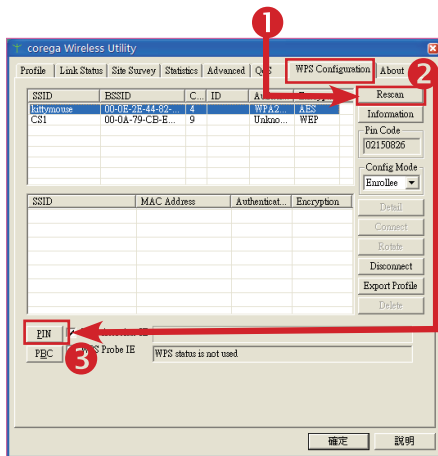 1
corega Wireless Utility
2
Profile Link Status Site Survey Statistics Advanced QoS WPS Configuration About
SSID BSSID C... ID
kittymouse 00-0E-2E-44-82-... 4 WPA2... AES
CS1 00-0A-79-CB-E... 9 Unkno... WEP
Rescan
Information
Pin Code
02150826
Config Mode
Enrollee
SSID MAC Address Authenticat... Encryption
Detail
Connect
Rotate
Disconnect
Export Profile
Delete
PIN
3
PBC Probe IE WPS status is not used
確定 說明